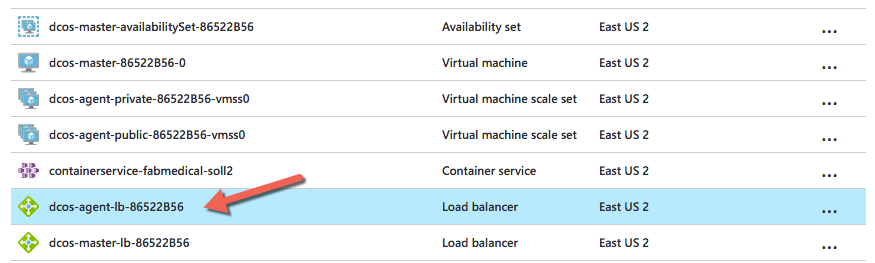 dcos-master-availabilitySet-86522B56 Availability set East US 2 ...
dcos-master-86522B56-0 Virtual machine East US 2 ...
dcos-agent-private-86522B56-vmss0 Virtual machine scale set East US 2 ...
dcos-agent-public-86522B56-vmss0 Virtual machine scale set East US 2 ...
containerservice-fabmedical-soll2 Container service East US 2 ...
dcos-agent-lb-86522B56 Load balancer East US 2 ...
dcos-master-lb-86522B56 Load balancer East US 2 ...